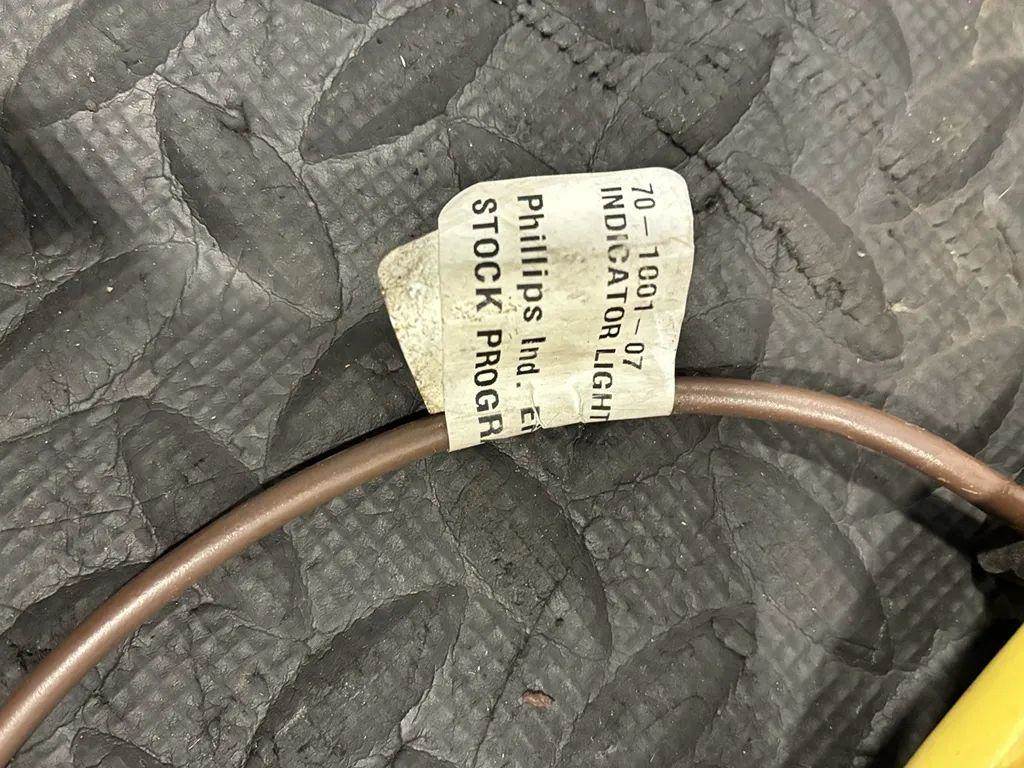 70-1001-07
INDICATOR LIGHT
Phillips Ind.
STOCK